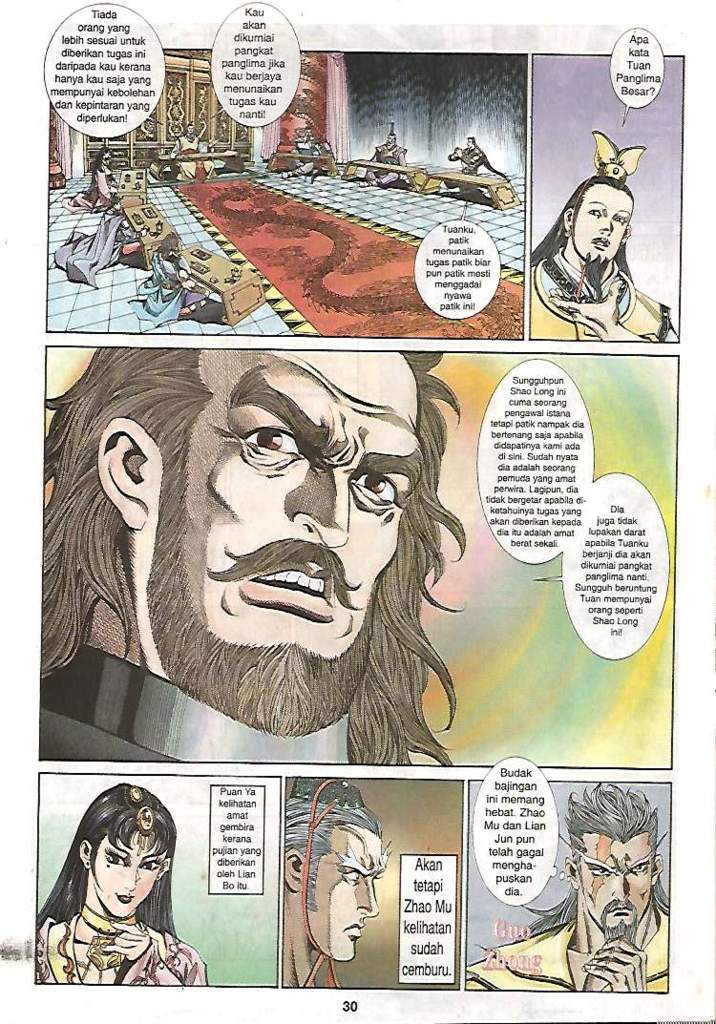 Tiada
orang yang
lebih sesuai untuk
diberikan tugas ini
daripada kau kerana
hanya kau saja yang
mempunyai kebolehan
dan kepintaran yang
diperlukan!
Kau
akan
dikurniai
pangkat
panglima jika
kau berjaya
menunaikan
tugas kau
nanti!
Tuanku,
patik
menunaikan
tugas patik biar
pun patik mesti
menggadai
nyawa
patik ini!
Apa
kata
Tuan
Panglima
Besar?
Sungguhpun
Shao Long ini
cuma seorang
pengawal istana
tetapi patik nampak dia
bertenang saja apabila
didapatinya kami ada
di sini. Sudah nyata
dia adalah seorang
pemuda yang amat
perwira. Lagipun, dia
tidak bergetar apabila di-
ketahuinya tugas yang
akan diberikan kepada
dia itu adalah amat
berat sekali.
Dia
juga tidak
lupakan darat
apabila Tuanku
berjanji dia akan
dikurniai pangkat
panglima nanti.
Sungguh beruntung
Tuan mempunyai
orang seperti
Shao Long
ini!
Puan Ya
kelihatan
amat
gembira
kerana
pujian yang
diberikan
oleh Lian
Bo itu.
Akan
tetapi
Zhao Mu
kelihatan
sudah
cemburu.
Budak
bajingan
ini memang
hebat. Zhao
Mu dan Lian
Jun pun
telah gagal
mengha-
puskan
dia.
Guo
Zhong
30